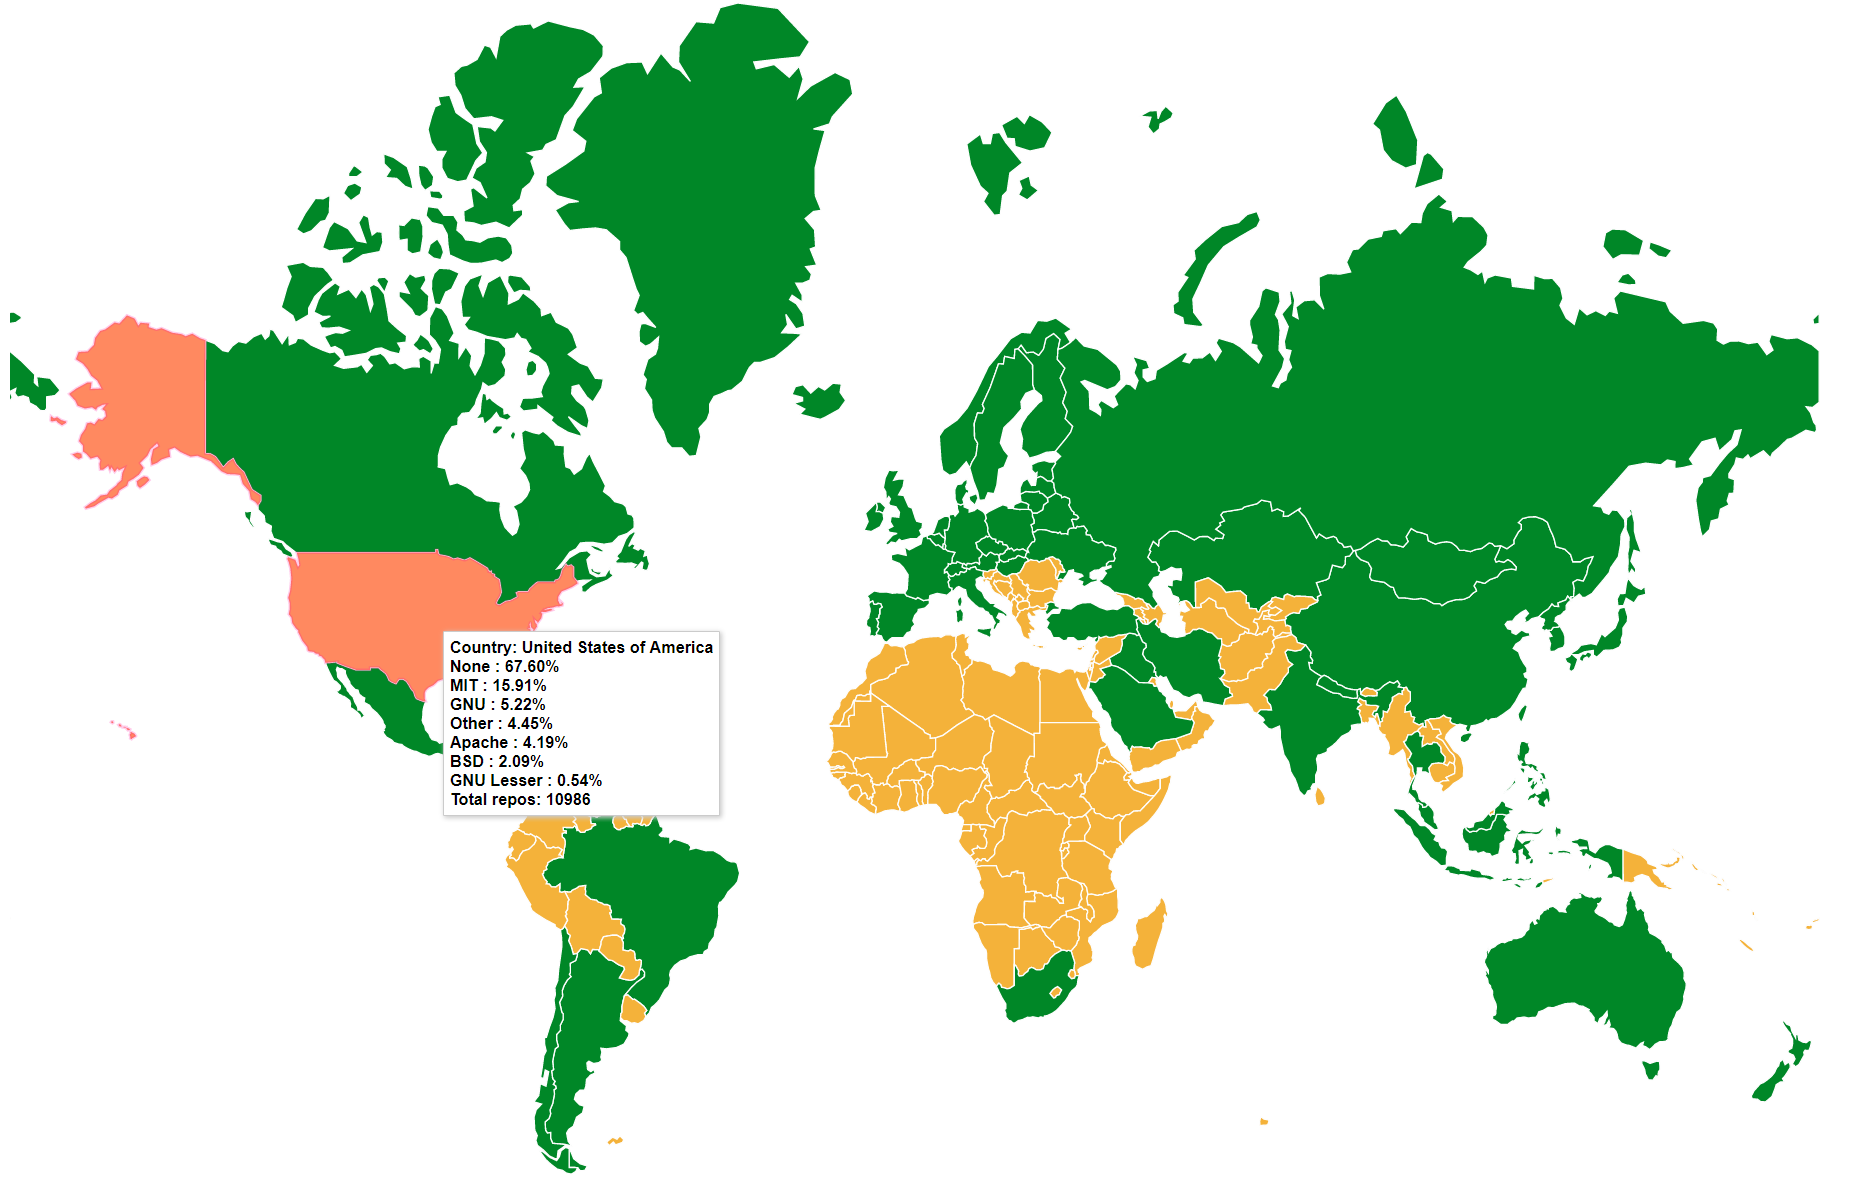 Country: United States of America
None : 67.60%
MIT : 15.91%
GNU : 5.22%
Other : 4.45%
Apache : 4.19%
BSD : 2.09%
GNU Lesser : 0.54%
Total repos: 10986